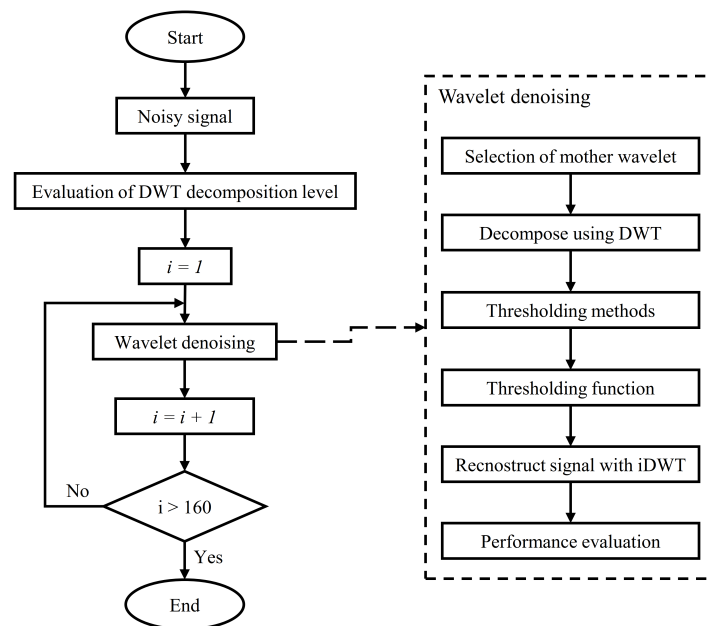 Start
Noisy signal
Evaluation of DWT decomposition level
i = 1
Wavelet denoising
i = i + 1
i > 160
No
Yes
End
Wavelet denoising
Selection of mother wavelet
Decompose using DWT
Thresholding methods
Thresholding function
Recnostruct signal with iDWT
Performance evaluation